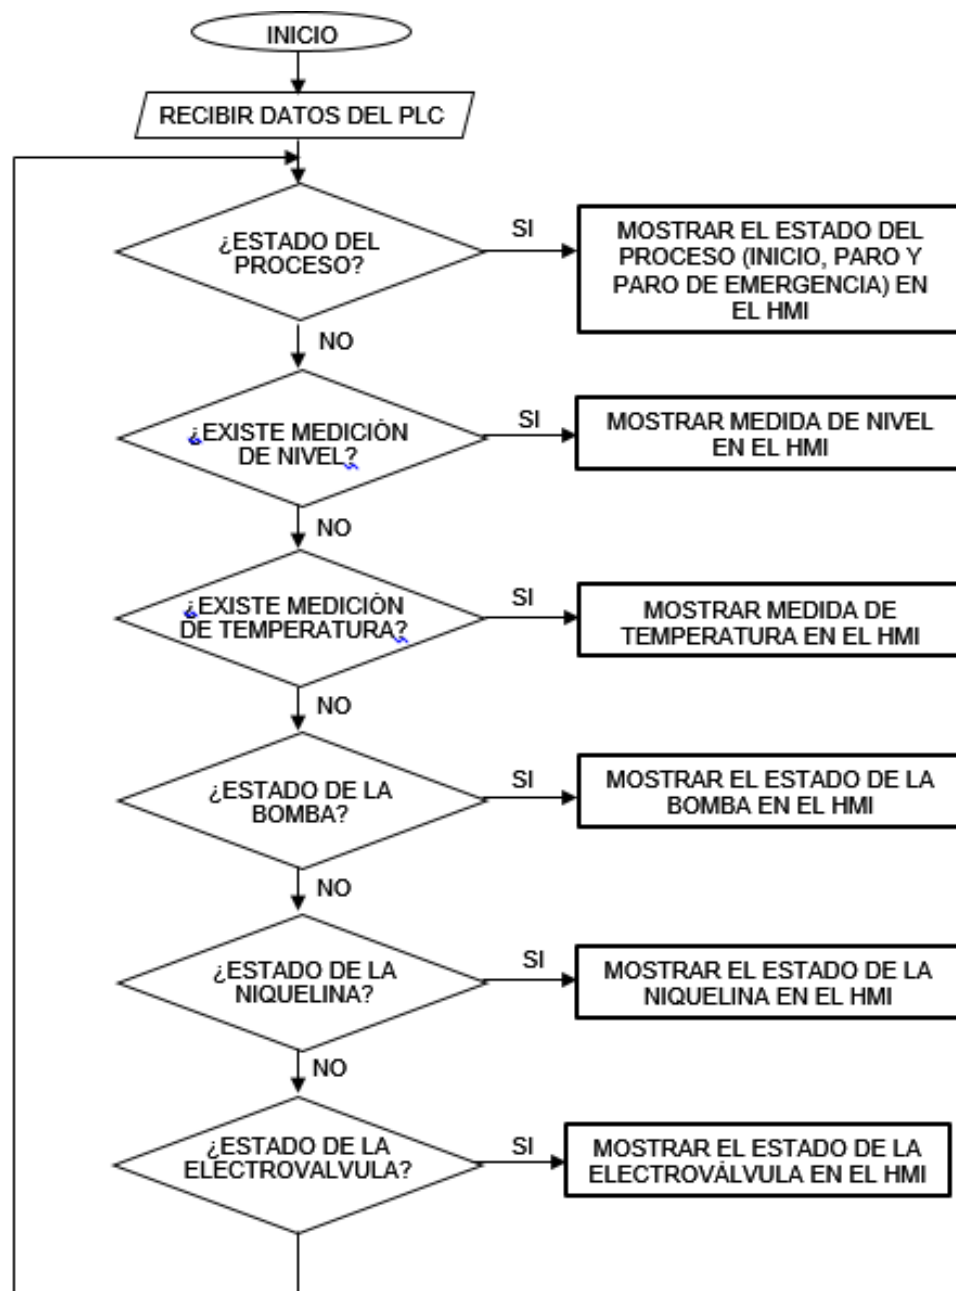 INICIO
RECIBIR DATOS DEL PLC
¿ESTADO DEL
PROCESO?
SI
MOSTRAR EL ESTADO DEL
PROCESO (INICIO, PARO Y
PARO DE EMERGENCIA) EN
EL HMI
NO
¿EXISTE MEDICIÓN
DE NIVEL?
SI
MOSTRAR MEDIDA DE NIVEL
EN EL HMI
NO
¿EXISTE MEDICIÓN
DE TEMPERATURA?
SI
MOSTRAR MEDIDA DE
TEMPERATURA EN EL HMI
NO
¿ESTADO DE LA
BOMBA?
SI
MOSTRAR EL ESTADO DE LA
BOMBA EN EL HMI
NO
¿ESTADO DE LA
NIQUELINA?
SI
MOSTRAR EL ESTADO DE LA
NIQUELINA EN EL HMI
NO
¿ESTADO DE LA
ELECTROVALVULA?
SI
MOSTRAR EL ESTADO DE LA
ELECTROVÁLVULA EN EL HMI